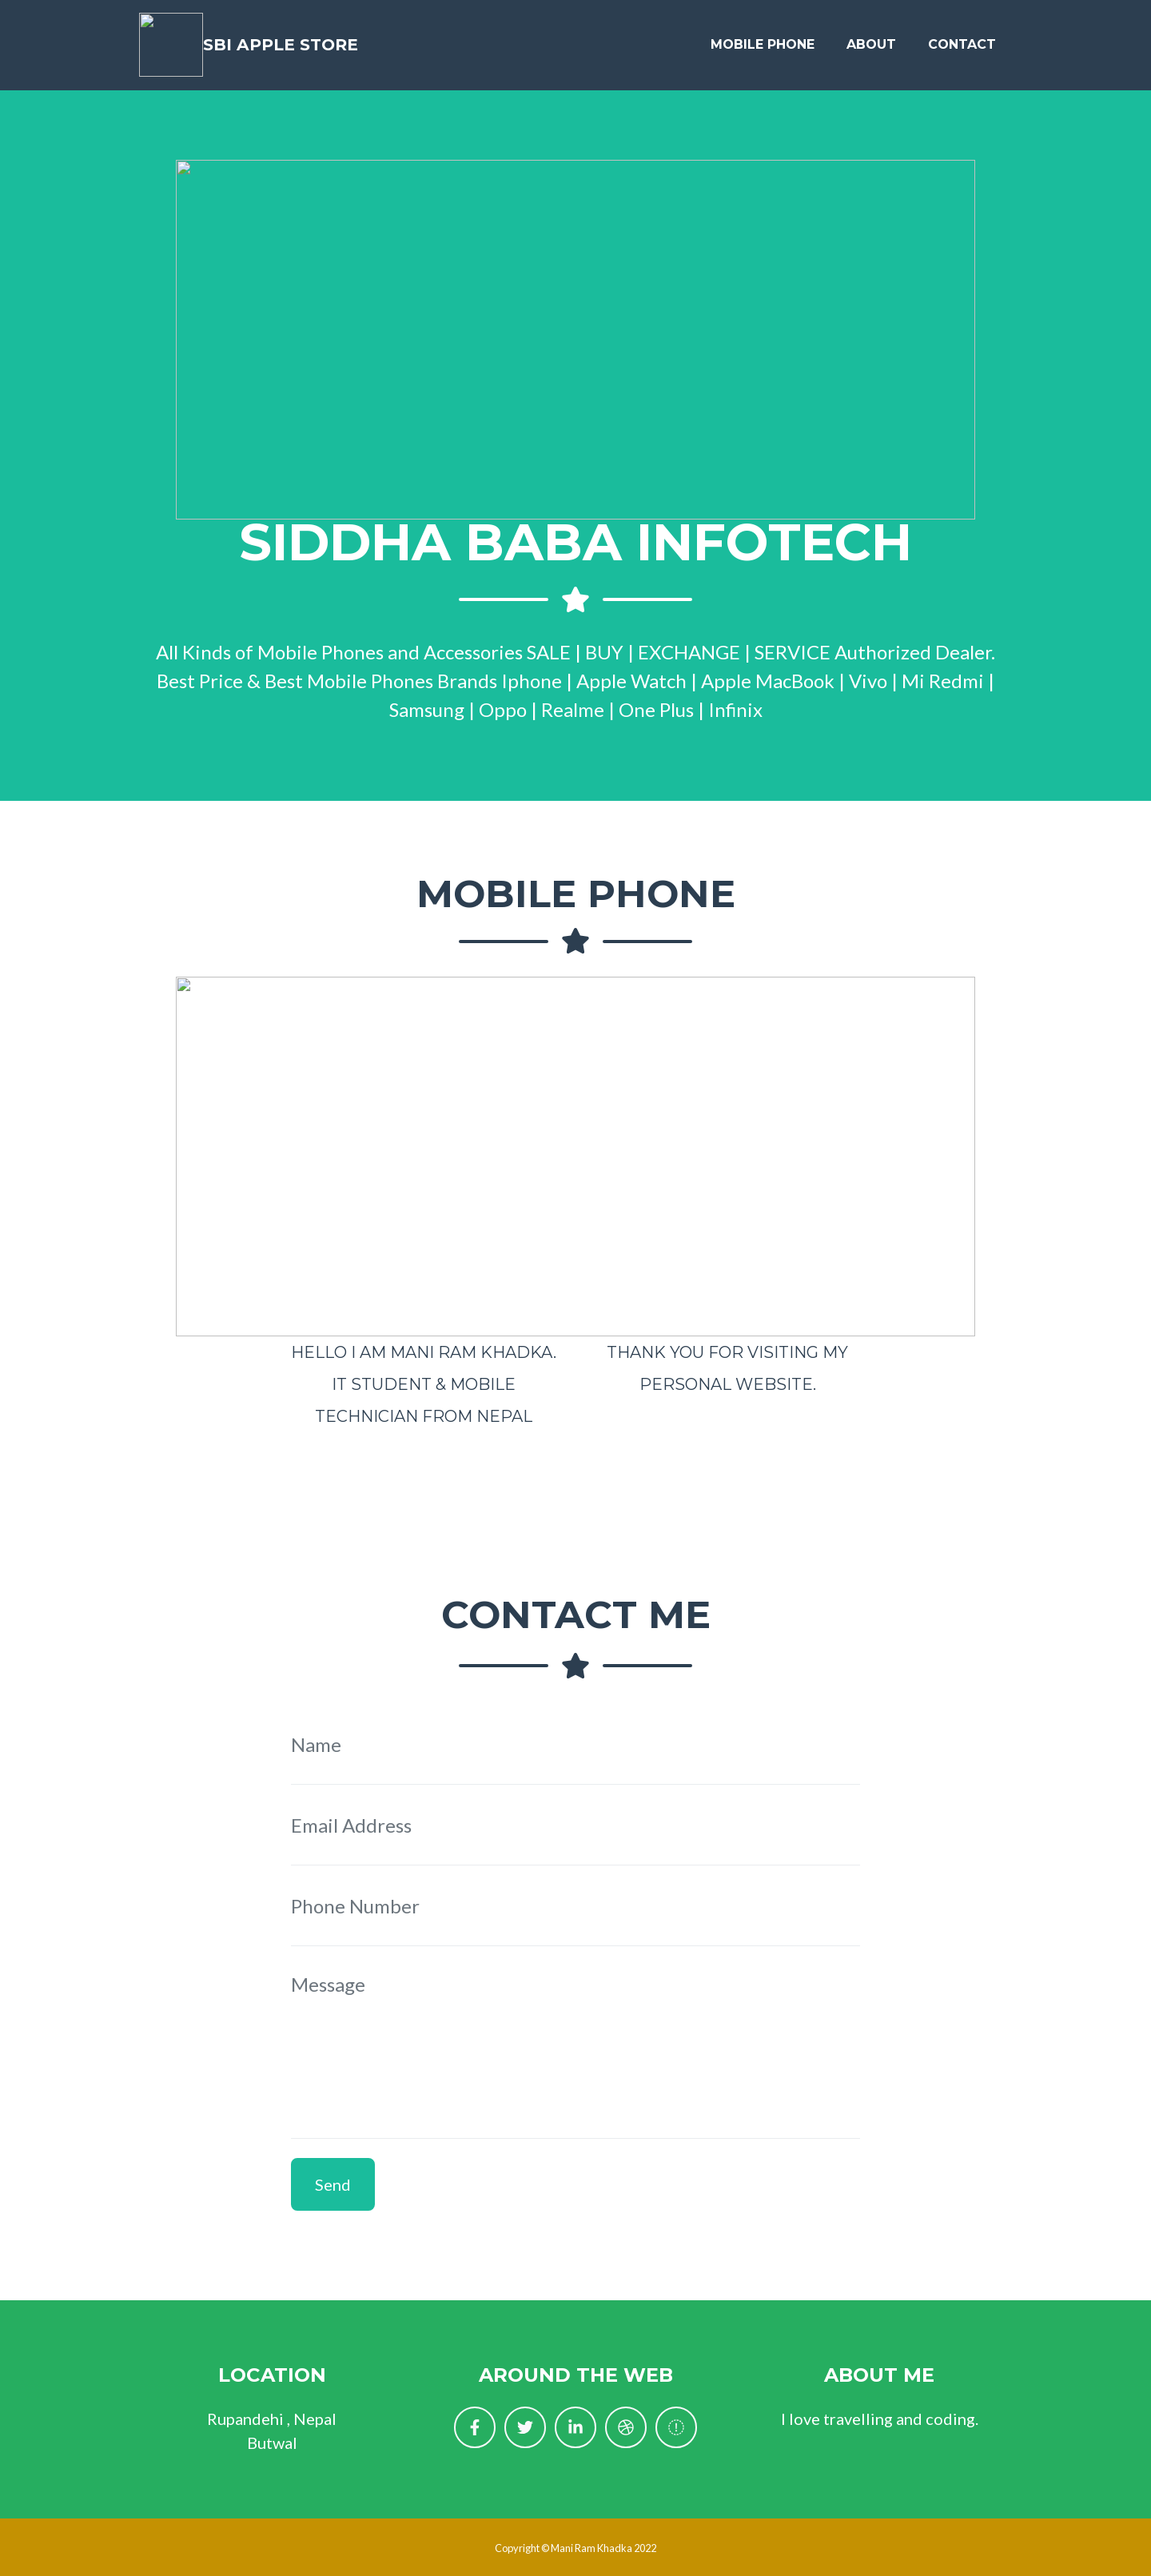 SBI APPLE STORE
MOBILE PHONE
ABOUT
CONTACT
SIDDHA BABA INFOTECH
All Kinds of Mobile Phones and Accessories SALE | BUY | EXCHANGE | SERVICE Authorized Dealer.
Best Price & Best Mobile Phones Brands Iphone | Apple Watch | Apple MacBook | Vivo | Mi Redmi |
Samsung | Oppo | Realme | One Plus | Infinix
MOBILE PHONE
HELLO I AM MANI RAM KHADKA.
IT STUDENT & MOBILE
TECHNICIAN FROM NEPAL
THANK YOU FOR VISITING MY
PERSONAL WEBSITE.
CONTACT ME
Name
Email Address
Phone Number
Message
Send
LOCATION
Rupandehi , Nepal
Butwal
AROUND THE WEB
ABOUT ME
I love travelling and coding.
Copyright © Mani Ram Khadka 2022